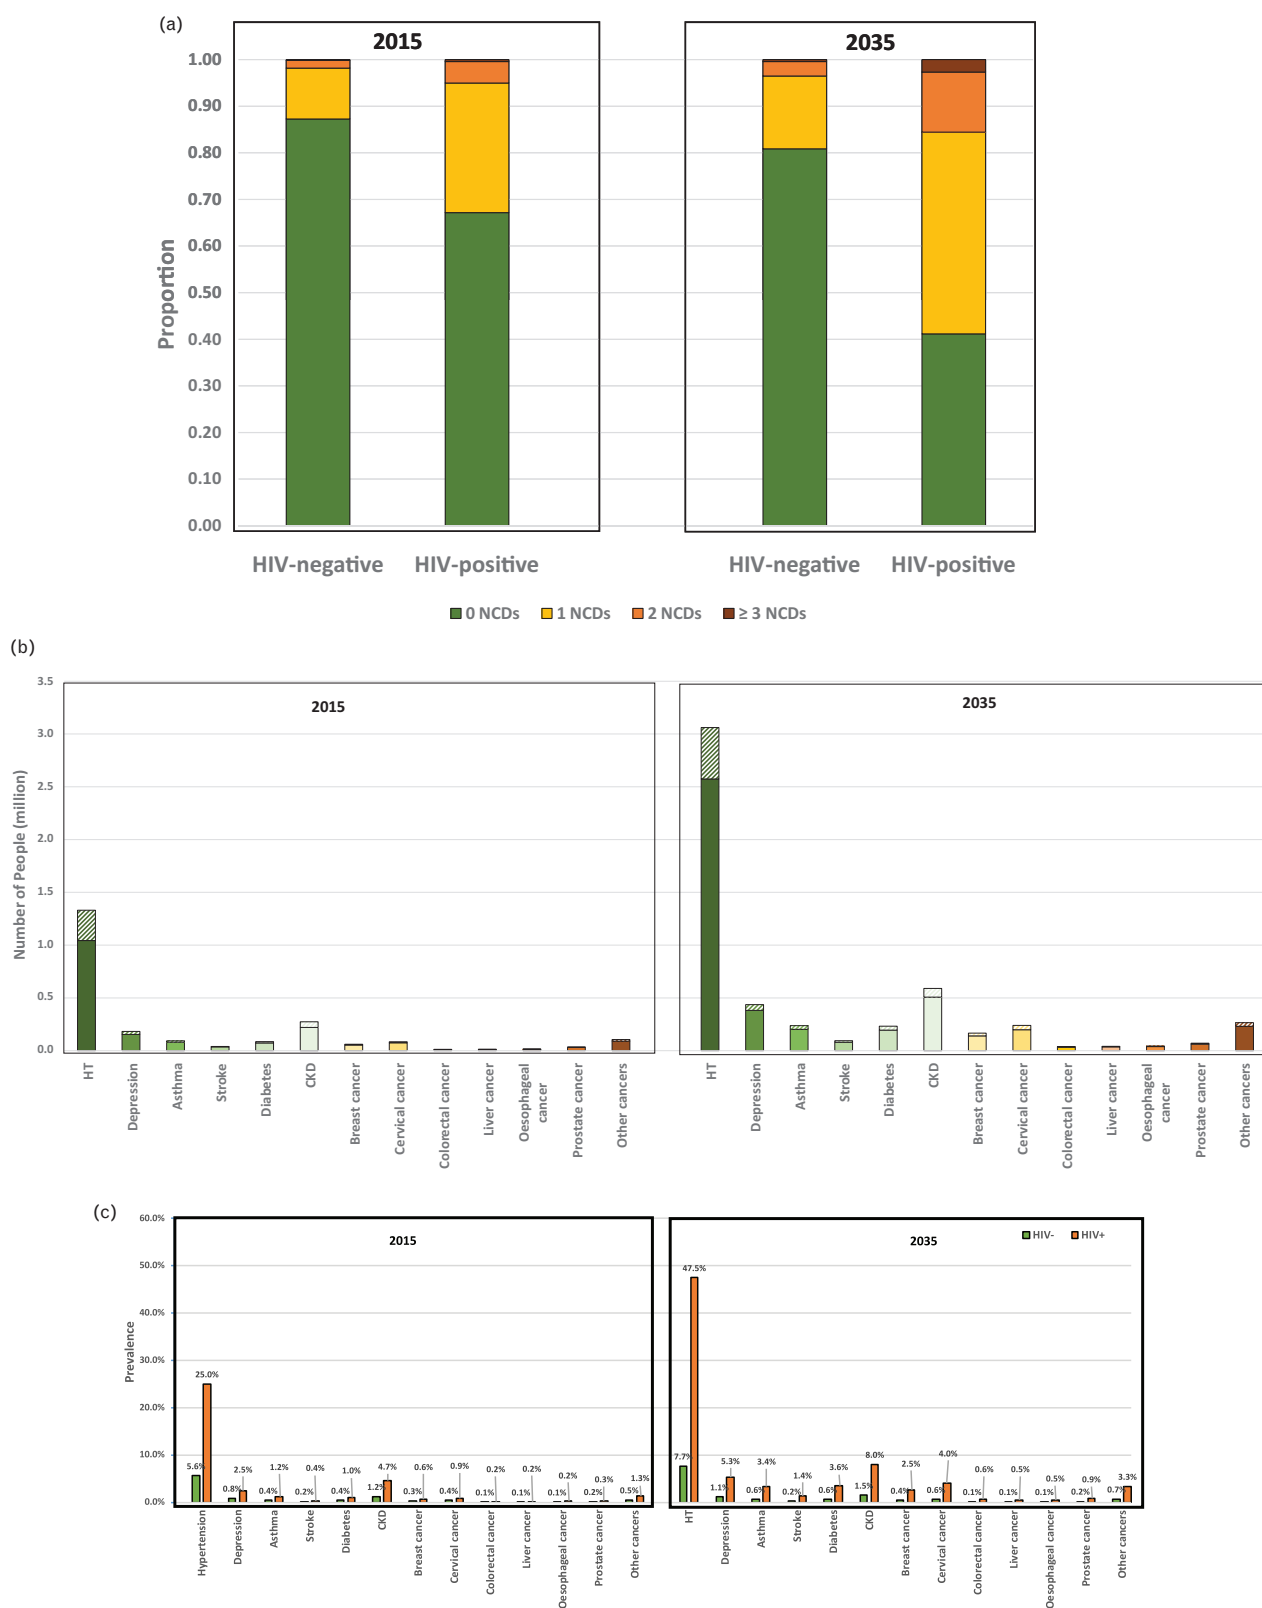 (a)
2015
2035
1.00
0.90
0.80
0.70
0.60
0.50
0.40
0.30
0.20
0.10
0.00
Proportion
HIV-negative
HIV-positive
HIV-negative
HIV-positive
0 NCDs
1 NCDs
2 NCDs
≥ 3 NCDs
(b)
3.5
3.0
2.5
2.0
1.5
1.0
0.5
0.0
Number of People (million)
2015
2035
HT
Depression
Asthma
Stroke
Diabetes
CKD
Breast cancer
Cervical cancer
Colorectal cancer
Liver cancer
Oesophageal
cancer
Prostate cancer
Other cancers
HT
Depression
Asthma
Stroke
Diabetes
CKD
Breast cancer
Cervical cancer
Colorectal cancer
Liver cancer
Oesophageal
cancer
Prostate cancer
Other cancers
(c)
60.0%
50.0%
40.0%
30.0%
20.0%
10.0%
0.0%
Prevalence
2015
5.6%
25.0%
0.8%
2.5%
0.4%
1.2%
0.2%
0.4%
0.4%
1.0%
1.2%
4.7%
0.3%
0.6%
0.4%
0.9%
0.1%
0.2%
0.1%
0.2%
0.1%
0.2%
0.2%
0.3%
0.5%
1.3%
Hypertension
Depression
Asthma
Stroke
Diabetes
CKD
Breast cancer
Cervical cancer
Colorectal cancer
Liver cancer
Oesophageal cancer
Prostate cancer
Other cancers
2035
HIV-
HIV+
7.7%
47.5%
1.1%
5.3%
0.6%
3.4%
0.2%
1.4%
0.6%
3.6%
1.5%
8.0%
0.4%
2.5%
0.6%
4.0%
0.1%
0.6%
0.1%
0.5%
0.1%
0.5%
0.2%
0.9%
0.7%
3.3%
HT
Depression
Asthma
Stroke
Diabetes
CKD
Breast cancer
Cervical cancer
Colorectal cancer
Liver cancer
Oesophageal cancer
Prostate cancer
Other cancers